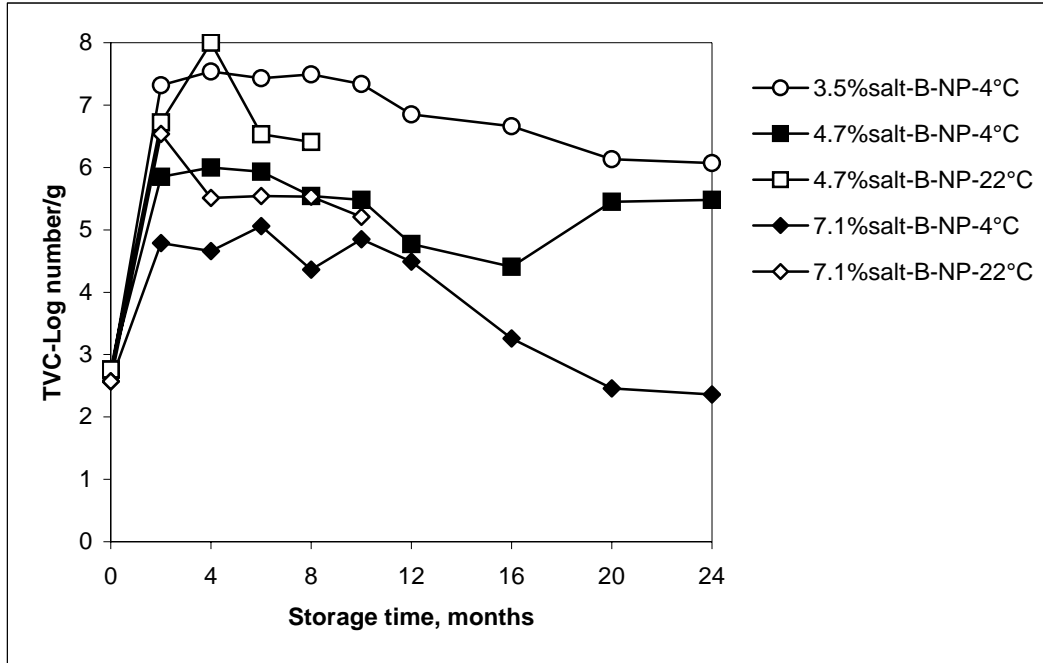 TVC-Log number/g
8
7
6
5
4
3
2
1
0
0 4 8 12 16 20 24
Storage time, months
3.5%salt-B-NP-4°C
4.7%salt-B-NP-4°C
4.7%salt-B-NP-22°C
7.1%salt-B-NP-4°C
7.1%salt-B-NP-22°C